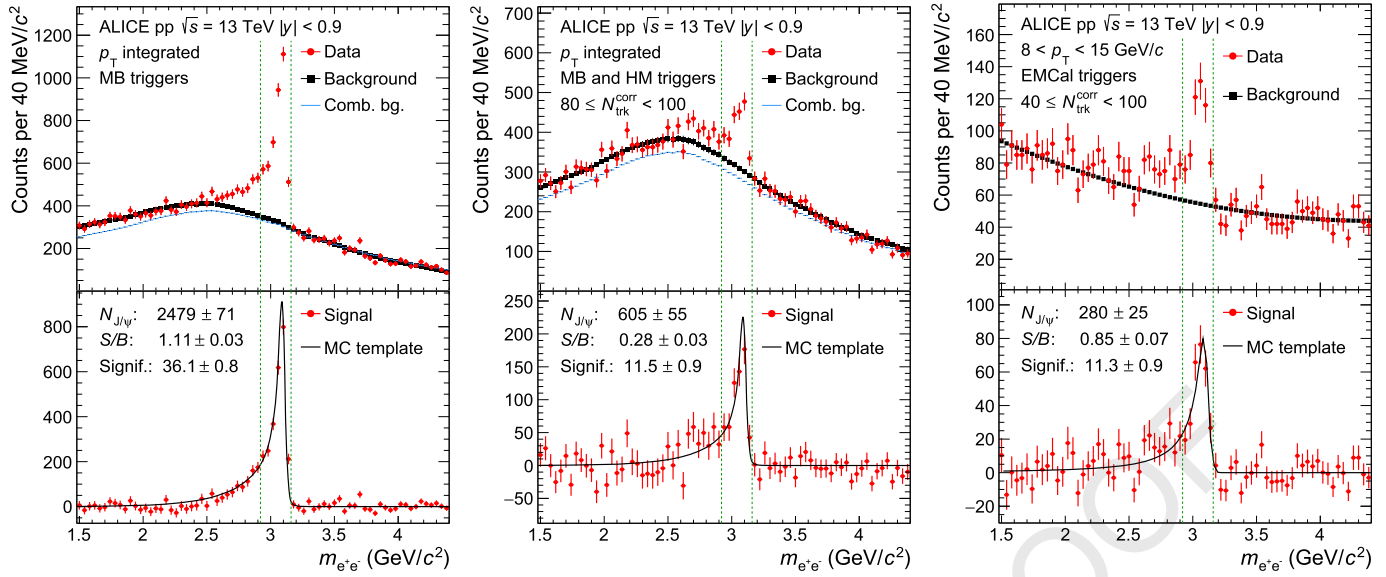 ALICE pp √s = 13 TeV |y| < 0.9
p_T integrated
MB triggers
Data
Background
Comb. bg.
Counts per 40 MeV/c²
1200
1000
800
600
400
200
N_J/ψ: 2479 ± 71
S/B: 1.11 ± 0.03
Signif.: 36.1 ± 0.8
Signal
MC template
800
600
400
200
0
1.5 2 2.5 3 3.5 4
m_e⁺e⁻ (GeV/c²)
ALICE pp √s = 13 TeV |y| < 0.9
p_T integrated
MB and HM triggers
80 ≤ N_trk^corr < 100
Data
Background
Comb. bg.
Counts per 40 MeV/c²
700
600
500
400
300
200
100
N_J/ψ: 605 ± 55
S/B: 0.28 ± 0.03
Signif.: 11.5 ± 0.9
Signal
MC template
250
200
150
100
50
0
−50
1.5 2 2.5 3 3.5 4
m_e⁺e⁻ (GeV/c²)
ALICE pp √s = 13 TeV |y| < 0.9
8 < p_T < 15 GeV/c
EMCal triggers
40 ≤ N_trk^corr < 100
Data
Background
Counts per 40 MeV/c²
180
160
140
120
100
80
60
40
20
N_J/ψ: 280 ± 25
S/B: 0.85 ± 0.07
Signif.: 11.3 ± 0.9
Signal
MC template
100
80
60
40
20
0
−20
1.5 2 2.5 3 3.5 4
m_e⁺e⁻ (GeV/c²)